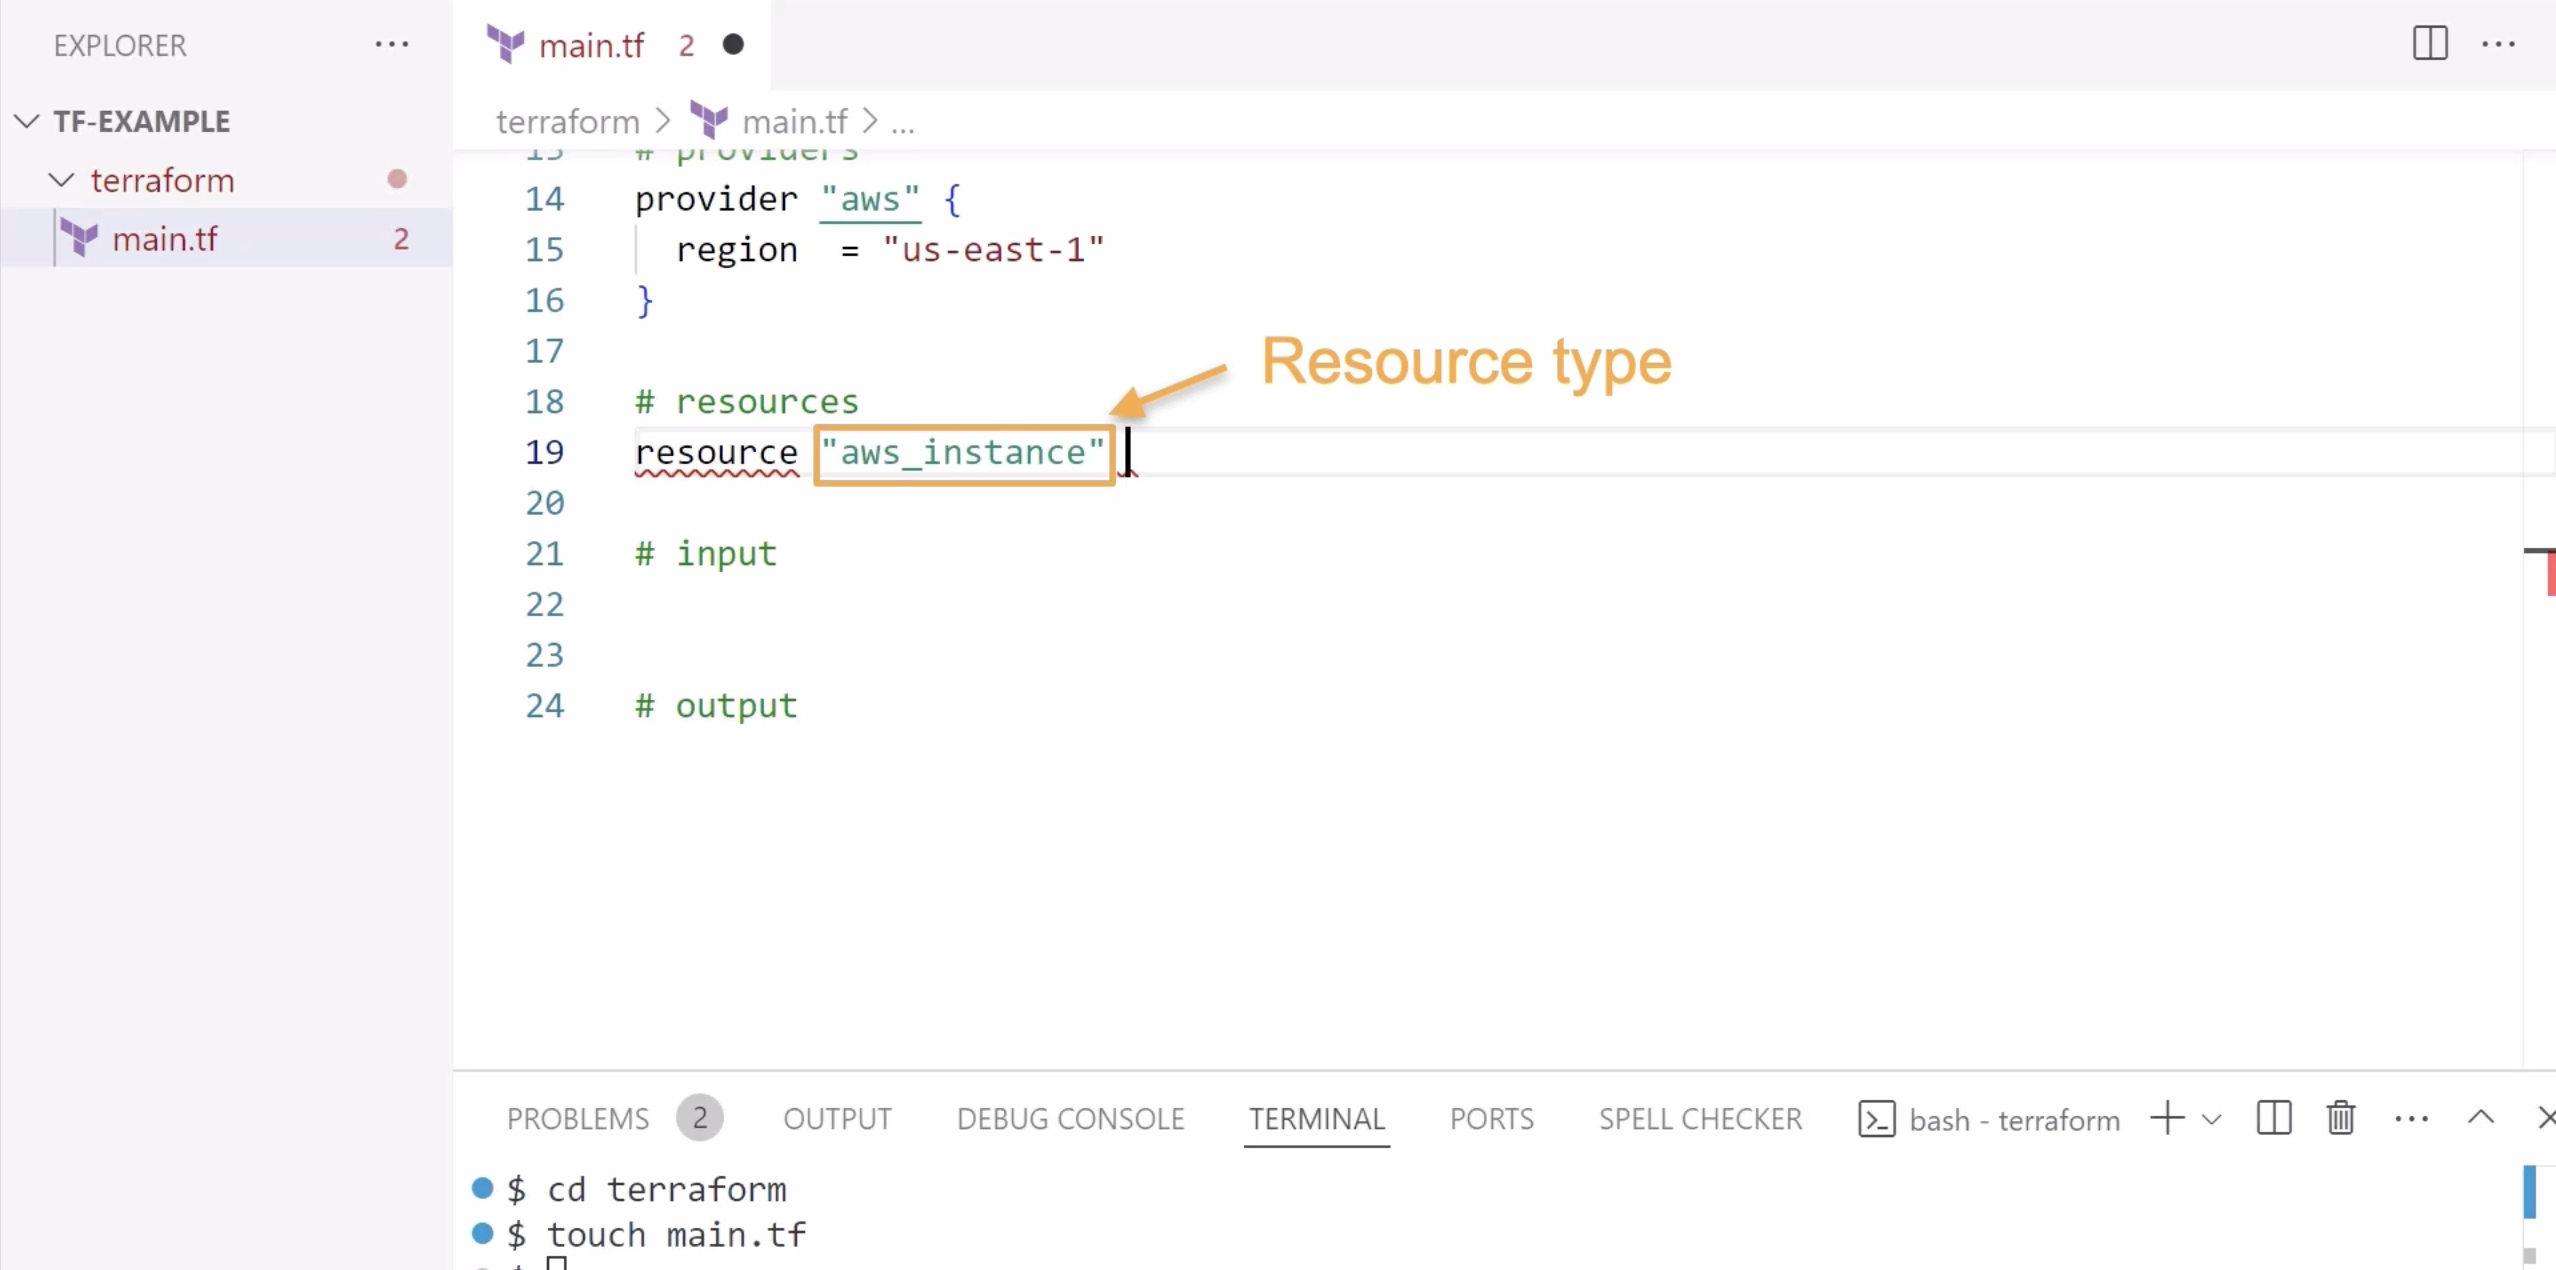 EXPLORER
TF-EXAMPLE
terraform
main.tf 2
main.tf 2
terraform > main.tf > ...
13 # providers
14 provider "aws" {
15 region = "us-east-1"
16 }
17
Resource type
18 # resources
19 resource "aws_instance"
20
21 # input
22
23
24 # output
PROBLEMS 2 OUTPUT DEBUG CONSOLE TERMINAL PORTS SPELL CHECKER bash - terraform
$ cd terraform
$ touch main.tf
$